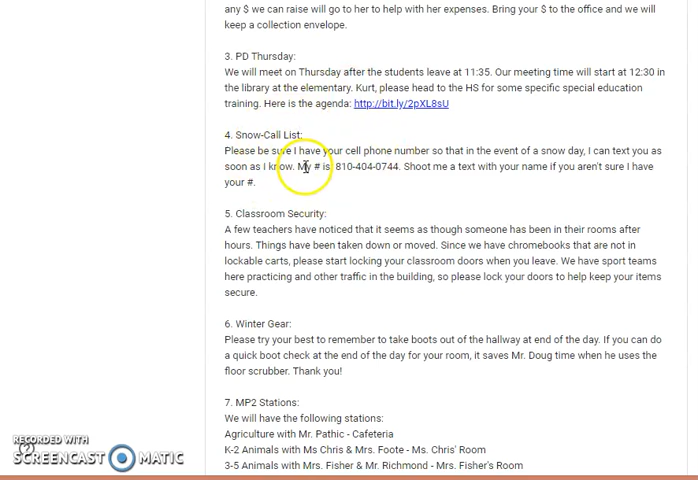 any $ we can raise will go to her to help with her expenses. Bring your $ to the office and we will
keep a collection envelope.
3. PD Thursday:
We will meet on Thursday after the students leave at 11:35. Our meeting time will start at 12:30 in
the library at the elementary. Kurt, please head to the HS for some specific special education
training. Here is the agenda: http://bit.ly/2pXL8sU
4. Snow-Call List:
Please be sure I have your cell phone number so that in the event of a snow day, I can text you as
soon as I know. My # is 810-404-0744. Shoot me a text with your name if you aren't sure I have
your #.
5. Classroom Security:
A few teachers have noticed that it seems as though someone has been in their rooms after
hours. Things have been taken down or moved. Since we have chromebooks that are not in
lockable carts, please start locking your classroom doors when you leave. We have sport teams
here practicing and other traffic in the building, so please lock your doors to help keep your items
secure.
6. Winter Gear:
Please try your best to remember to take boots out of the hallway at end of the day. If you can do
a quick boot check at the end of the day for your room, it saves Mr. Doug time when he uses the
floor scrubber. Thank you!
7. MP2 Stations:
We will have the following stations:
Agriculture with Mr. Pathic - Cafeteria
K-2 Animals with Ms Chris & Mrs. Foote - Ms. Chris' Room
3-5 Animals with Mrs. Fisher & Mr. Richmond - Mrs. Fisher's Room
RECORDED WITH
SCREENCAST MATIC